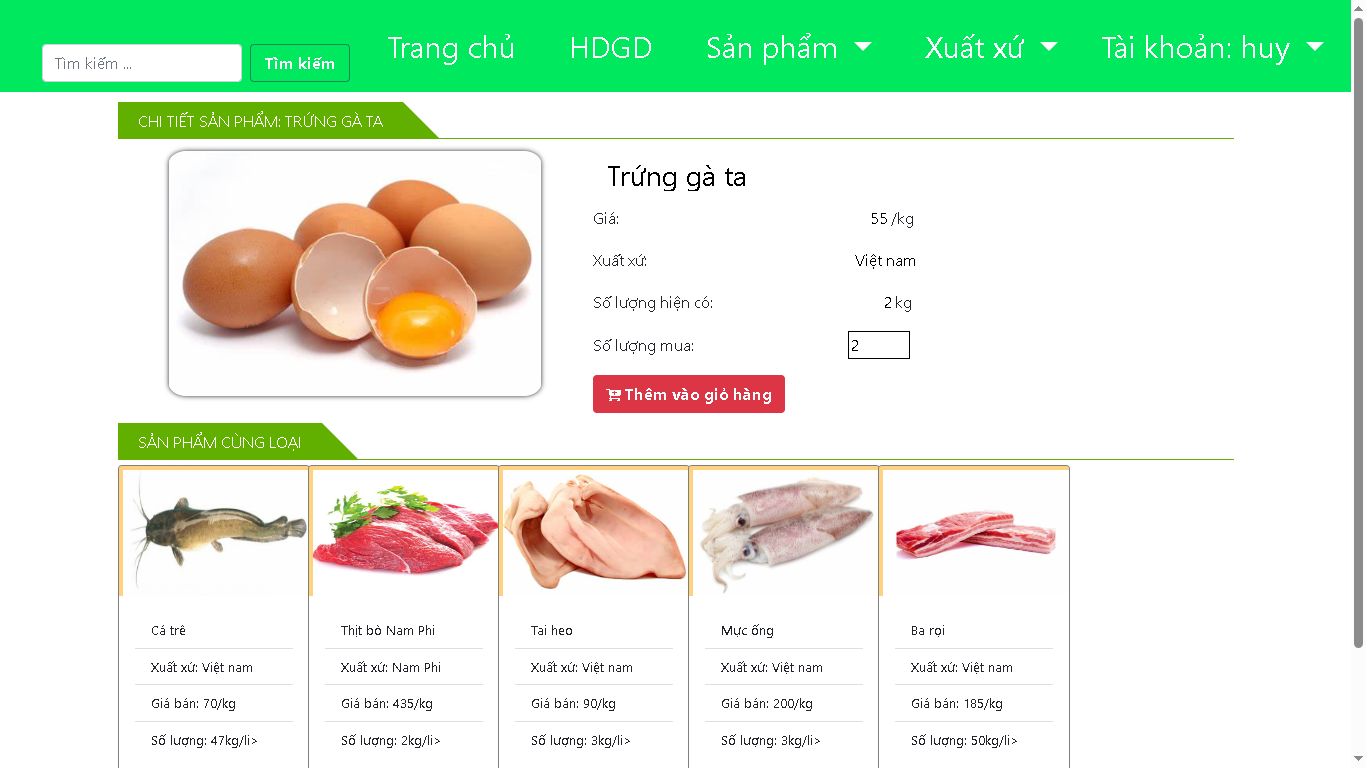 Tìm kiếm ... Tìm kiếm Trang chủ HDGD Sản phẩm Xuất xứ Tài khoản: huy
CHI TIẾT SẢN PHẨM: TRỨNG GÀ TA
Trứng gà ta
Giá: 55 /kg
Xuất xứ: Việt nam
Số lượng hiện có: 2 kg
Số lượng mua: 2
Thêm vào giỏ hàng
SẢN PHẨM CÙNG LOẠI
Cá trê
Xuất xứ: Việt nam
Giá bán: 70/kg
Số lượng: 47kg/li>
Thịt bò Nam Phi
Xuất xứ: Nam Phi
Giá bán: 435/kg
Số lượng: 2kg/li>
Tai heo
Xuất xứ: Việt nam
Giá bán: 90/kg
Số lượng: 3kg/li>
Mực ống
Xuất xứ: Việt nam
Giá bán: 200/kg
Số lượng: 3kg/li>
Ba rọi
Xuất xứ: Việt nam
Giá bán: 185/kg
Số lượng: 50kg/li>